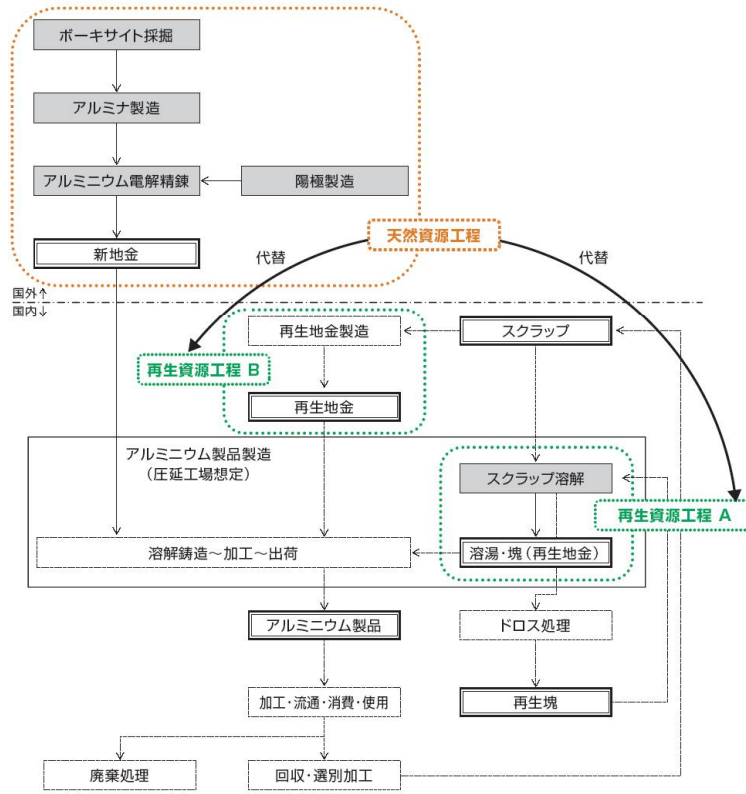 ボーキサイト採掘
アルミナ製造
アルミニウム電解精錬
陽極製造
天然資源工程
新地金
代替
代替
国外↑
国内↓
再生地金製造
スクラップ
再生資源工程 B
再生地金
アルミニウム製品製造
(圧延工場想定)
スクラップ溶解
再生資源工程 A
溶解鋳造～加工～出荷
溶湯・塊(再生地金)
アルミニウム製品
ドロス処理
加工・流通・消費・使用
再生塊
廃棄処理
回収・選別加工